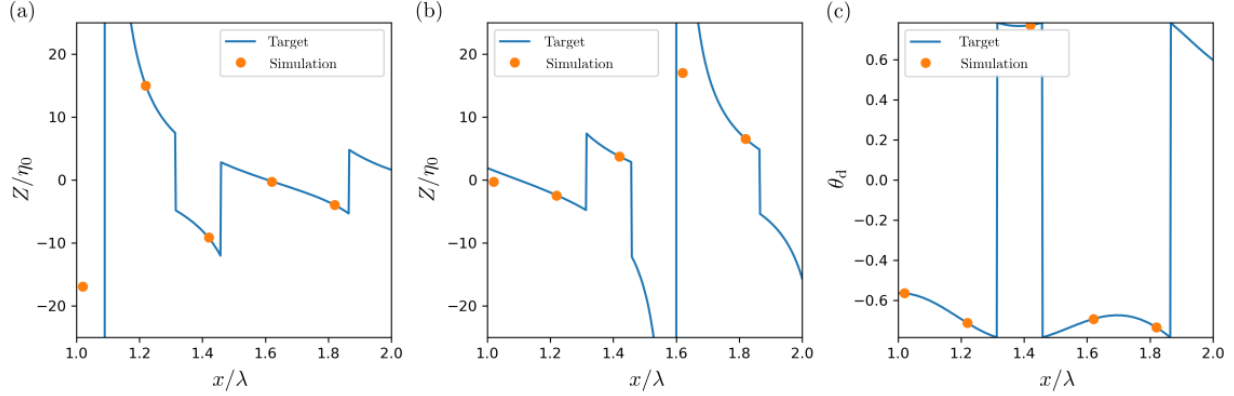 (a)
Z/η₀
20
10
0
−10
−20
1.0 1.2 1.4 1.6 1.8 2.0
x/λ
Target
Simulation
(b)
Z/η₀
20
10
0
−10
−20
1.0 1.2 1.4 1.6 1.8 2.0
x/λ
Target
Simulation
(c)
θ_d
0.6
0.4
0.2
0.0
−0.2
−0.4
−0.6
1.0 1.2 1.4 1.6 1.8 2.0
x/λ
Target
Simulation